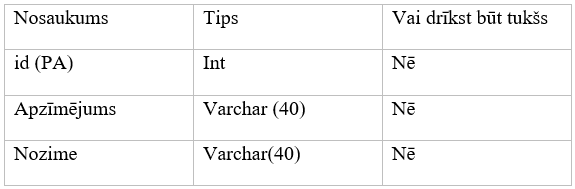 Nosaukums Tips Vai drīkst būt tukšs
id (PA) Int Nē
Apzīmējums Varchar (40) Nē
Nozime Varchar(40) Nē